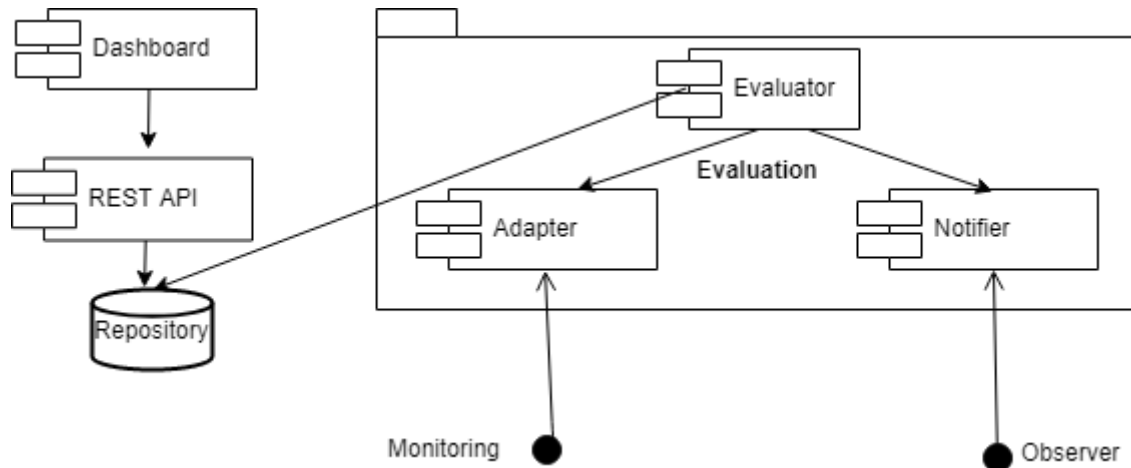 Dashboard
Evaluator
Evaluation
REST API
Adapter
Notifier
Repository
Monitoring
Observer